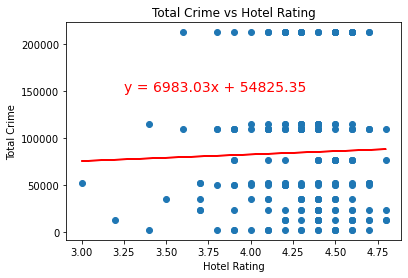 Total Crime vs Hotel Rating
200000
150000
100000
50000
0
Total Crime
y = 6983.03x + 54825.35
3.00 3.25 3.50 3.75 4.00 4.25 4.50 4.75
Hotel Rating